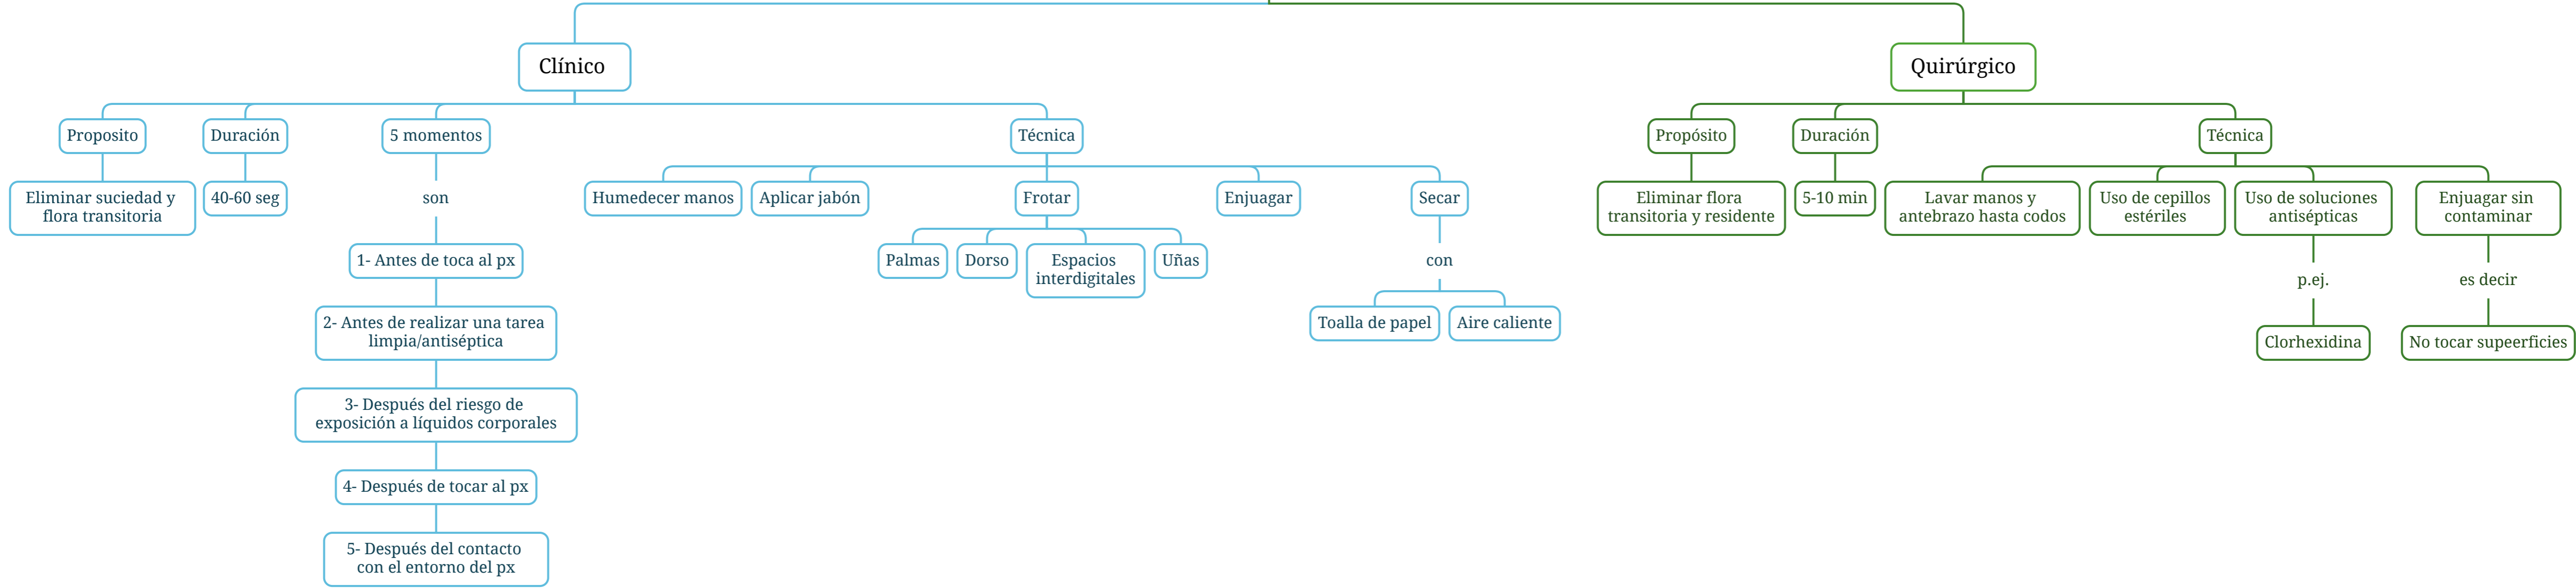 Clínico
Quirúrgico
Proposito
Duración
5 momentos
Técnica
Propósito
Duración
Técnica
Eliminar suciedad y
flora transitoria
40-60 seg
son
Humedecer manos
Aplicar jabón
Frotar
Enjuagar
Secar
Eliminar flora
transitoria y residente
5-10 min
Lavar manos y
antebrazo hasta codos
Uso de cepillos
estériles
Uso de soluciones
antisépticas
Enjuagar sin
contaminar
1- Antes de toca al px
Palmas
Dorso
Espacios
interdigitales
Uñas
con
p.ej.
es decir
2- Antes de realizar una tarea
limpia/antiséptica
Toalla de papel
Aire caliente
Clorhexidina
No tocar supeerficies
3- Después del riesgo de
exposición a líquidos corporales
4- Después de tocar al px
5- Después del contacto
con el entorno del px